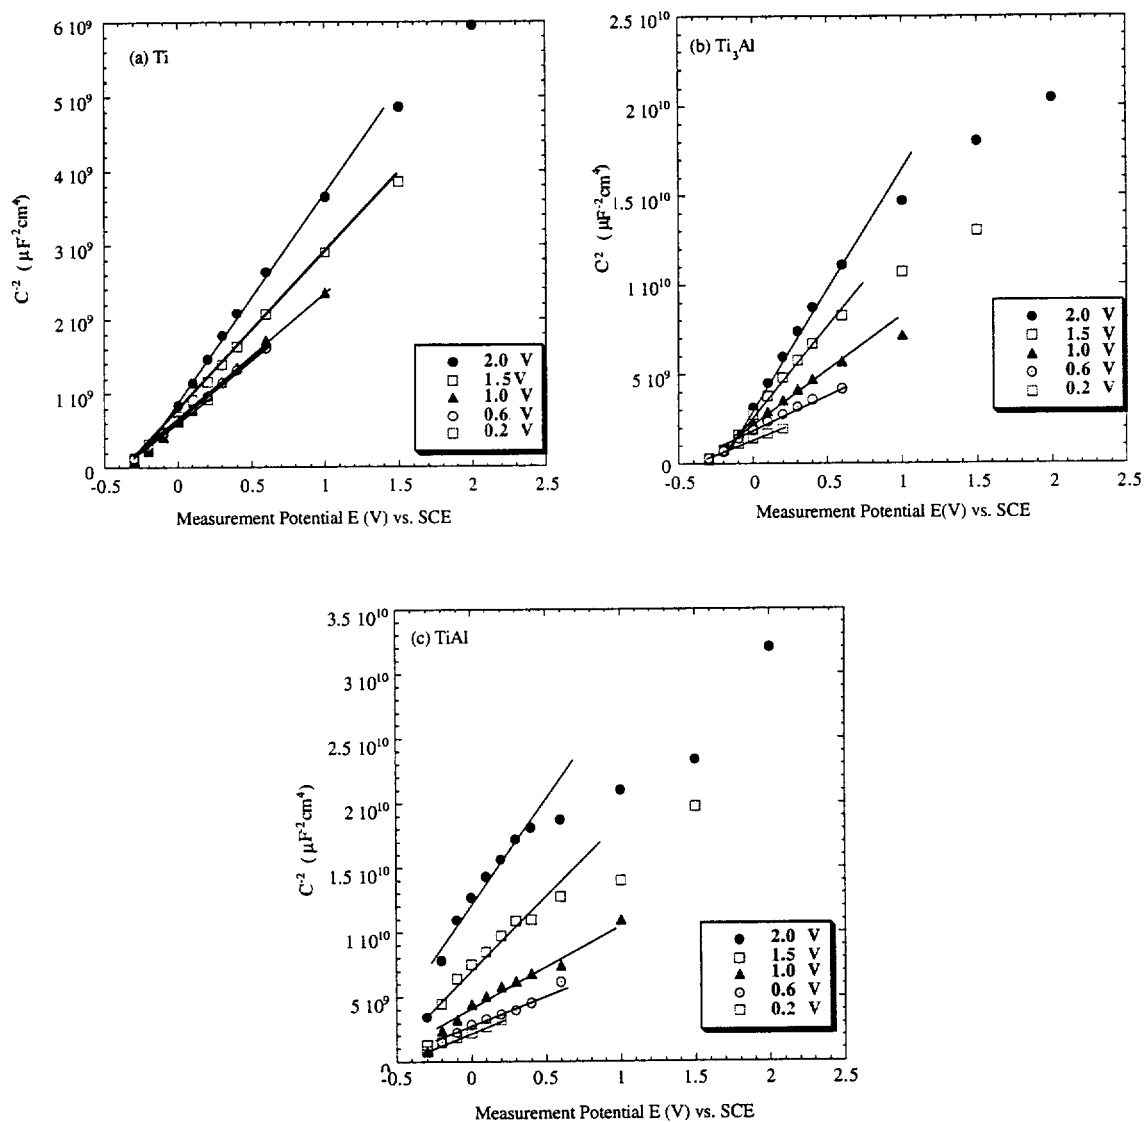 (a) Ti
6 10⁹
5 10⁹
4 10⁹
3 10⁹
2 10⁹
1 10⁹
0
-0.5 0 0.5 1 1.5 2 2.5
C⁻² ( µF²cm⁴)
Measurement Potential E (V) vs. SCE
2.0 V
1.5V
1.0 V
0.6 V
0.2 V
(b) Ti₃Al
2.5 10¹⁰
2 10¹⁰
1.5 10¹⁰
1 10¹⁰
5 10⁹
0
-0.5 0 0.5 1 1.5 2 2.5
C² (µF⁻²cm⁴)
Measurement Potential E(V) vs. SCE
2.0 V
1.5 V
1.0 V
0.6 V
0.2 V
(c) TiAl
3.5 10¹⁰
3 10¹⁰
2.5 10¹⁰
2 10¹⁰
1.5 10¹⁰
1 10¹⁰
5 10⁹
0
-0.5 0 0.5 1 1.5 2 2.5
C⁻² (µF⁻²cm⁴)
Measurement Potential E (V) vs. SCE
2.0 V
1.5 V
1.0 V
0.6 V
0.2 V